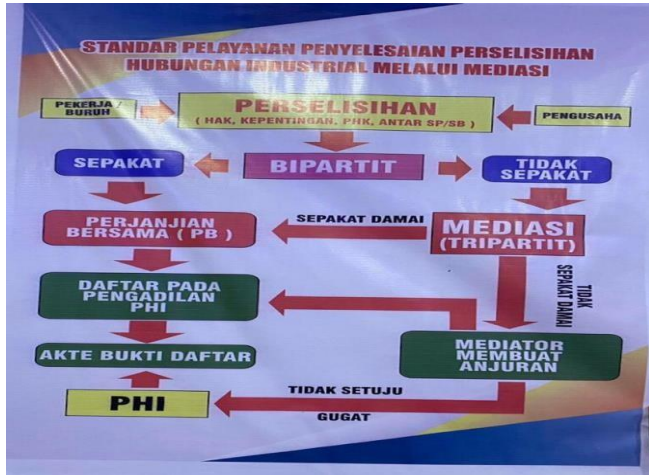 STANDAR PELAYANAN PENYELESAIAN PERSELISIHAN
HUBUNGAN INDUSTRIAL MELALUI MEDIASI
PEKERJA /
BURUH
PERSELISIHAN
( HAK, KEPENTINGAN, PHK, ANTAR SP/SB )
PENGUSAHA
SEPAKAT
BIPARTIT
TIDAK
SEPAKAT
PERJANJIAN
BERSAMA ( PB )
SEPAKAT DAMAI
MEDIASI
(TRIPARTIT)
DAFTAR PADA
PENGADILAN
PHI
TIDAK
SEPAKAT DAMAI
AKTE BUKTI DAFTAR
MEDIATOR
MEMBUAT
ANJURAN
PHI
TIDAK SETUJU
GUGAT